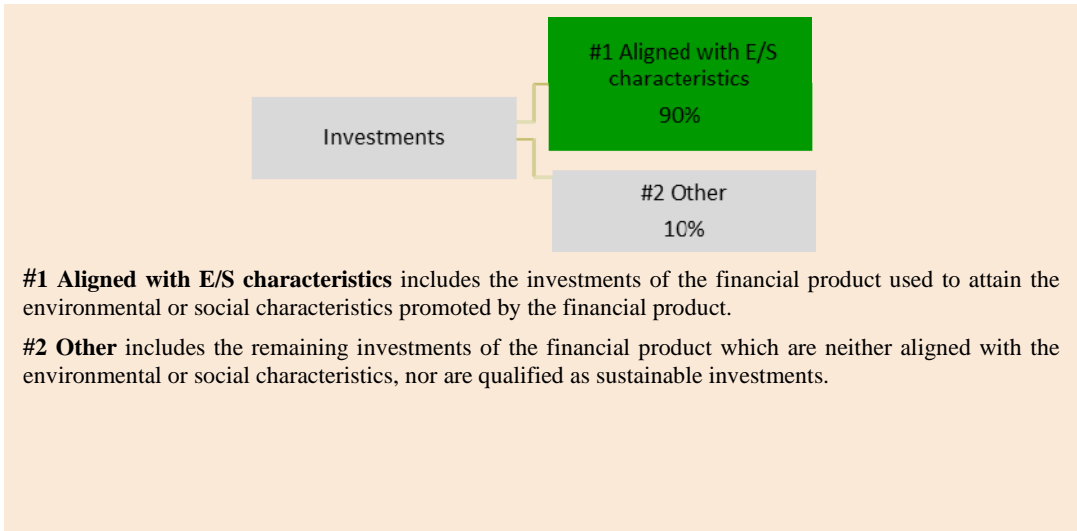 #1 Aligned with E/S
characteristics
90%
Investments
#2 Other
10%
#1 Aligned with E/S characteristics includes the investments of the financial product used to attain the
environmental or social characteristics promoted by the financial product.
#2 Other includes the remaining investments of the financial product which are neither aligned with the
environmental or social characteristics, nor are qualified as sustainable investments.